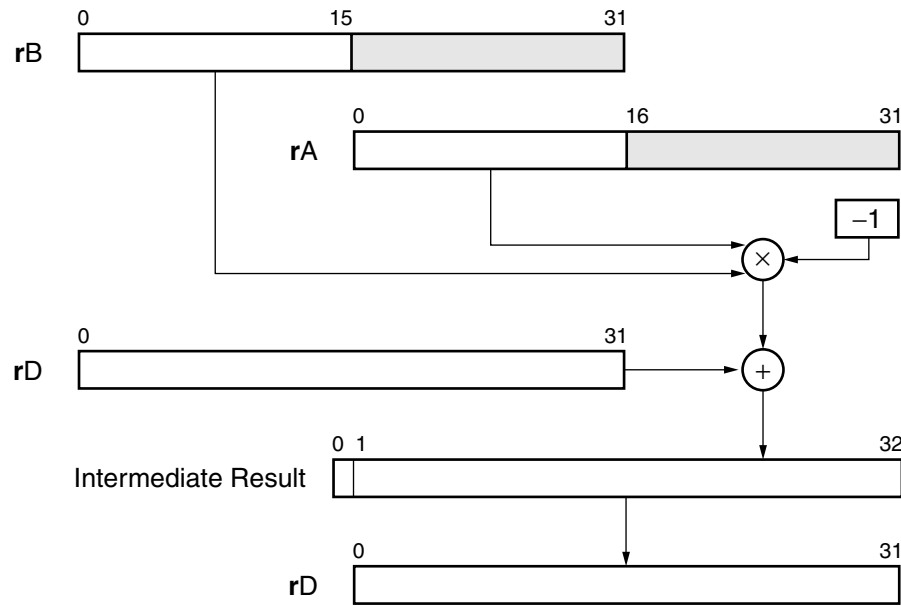 0 15 31
rB
0 16 31
rA
−1
×
0 31
rD
+
0 1 32
Intermediate Result
0 31
rD